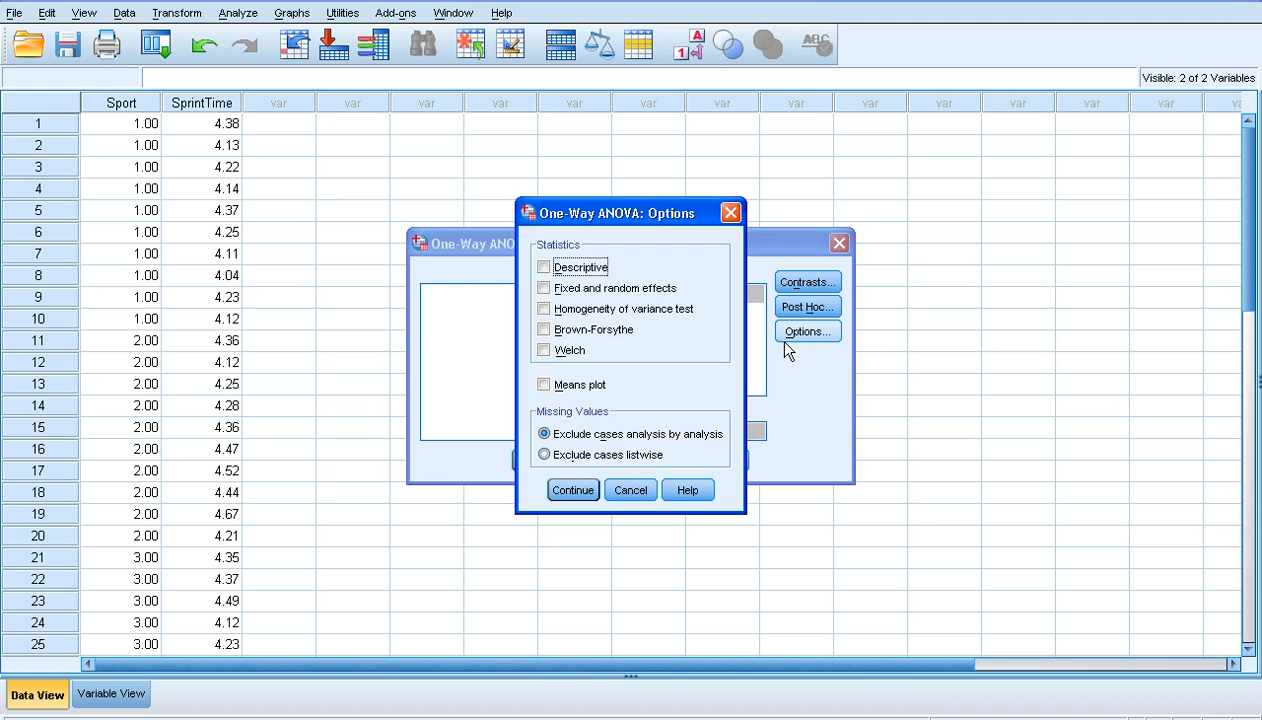 File Edit View Data Transform Analyze Graphs Utilities Add-ons Window Help
1 A ABC
Visible: 2 of 2 Variables
Sport SprintTime var var var var var var var var var var var var var
1 1.00 4.38
2 1.00 4.13
3 1.00 4.22
4 1.00 4.14
5 1.00 4.37
6 1.00 4.25
7 1.00 4.11
8 1.00 4.04
9 1.00 4.23
10 1.00 4.12
11 2.00 4.36
12 2.00 4.12
13 2.00 4.25
14 2.00 4.28
15 2.00 4.36
16 2.00 4.47
17 2.00 4.52
18 2.00 4.44
19 2.00 4.67
20 2.00 4.21
21 3.00 4.35
22 3.00 4.37
23 3.00 4.49
24 3.00 4.12
25 3.00 4.23
One-Way ANO
Contrasts...
Post Hoc...
Options...
One-Way ANOVA: Options
Statistics
Descriptive
Fixed and random effects
Homogeneity of variance test
Brown-Forsythe
Welch
Means plot
Missing Values
Exclude cases analysis by analysis
Exclude cases listwise
Continue Cancel Help
Data View Variable View